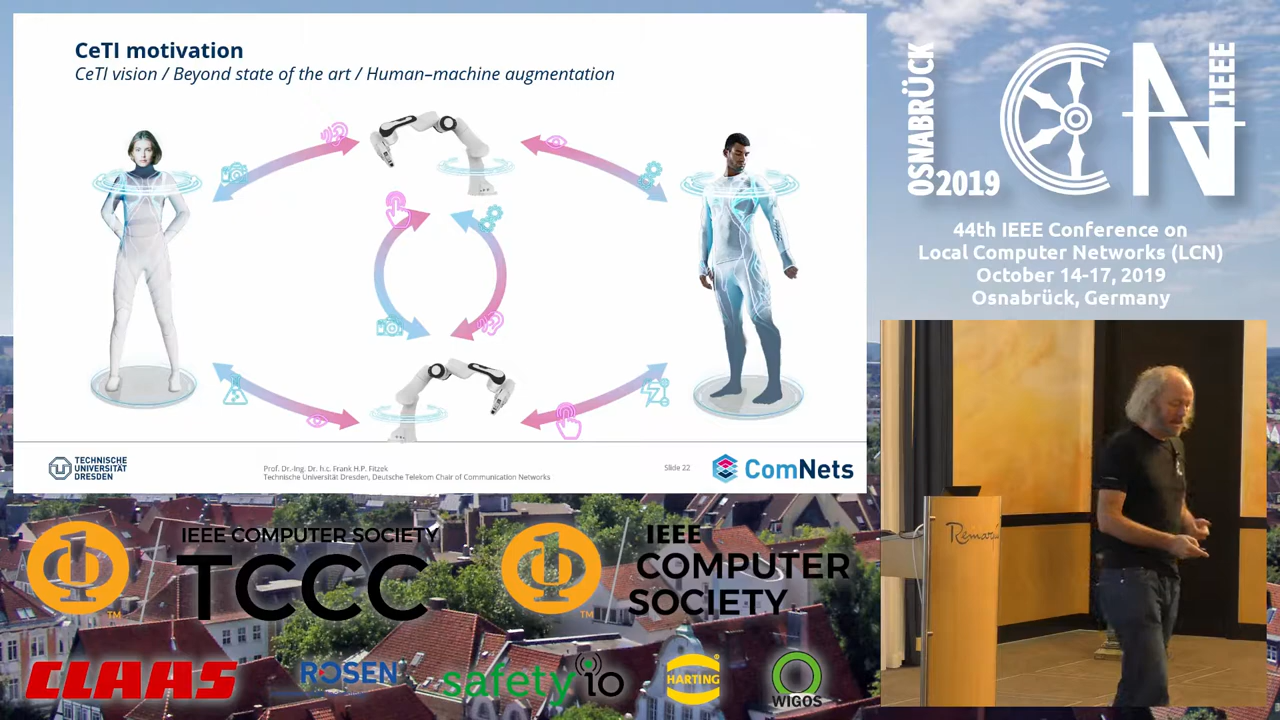 CeTI motivation
CeTI vision / Beyond state of the art / Human–machine augmentation
TECHNISCHE
UNIVERSITÄT
DRESDEN
Prof. Dr.-Ing. Dr. h.c. Frank H.P. Fitzek
Technische Universität Dresden, Deutsche Telekom Chair of Communication Networks
Slide 22
ComNets
OSNABRÜCK
2019
LCN
IEEE
44th IEEE Conference on
Local Computer Networks (LCN)
October 14-17, 2019
Osnabrück, Germany
IEEE COMPUTER SOCIETY
TCCC
TM
IEEE
COMPUTER
SOCIETY
TM
CLAAS
ROSEN
safety io
HARTING
WIGOS